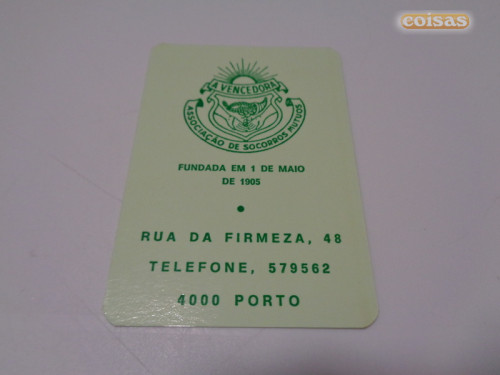 coisas
A VENCEDORA
ASSOCIAÇÃO DE SOCORROS MUTUOS
FUNDADA EM 1 DE MAIO
DE 1905
RUA DA FIRMEZA, 48
TELEFONE, 579562
4000 PORTO